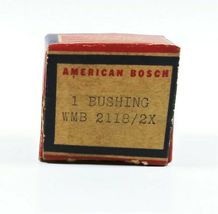 AMERICAN BOSCH
1 BUSHING
WMB 2118/2X